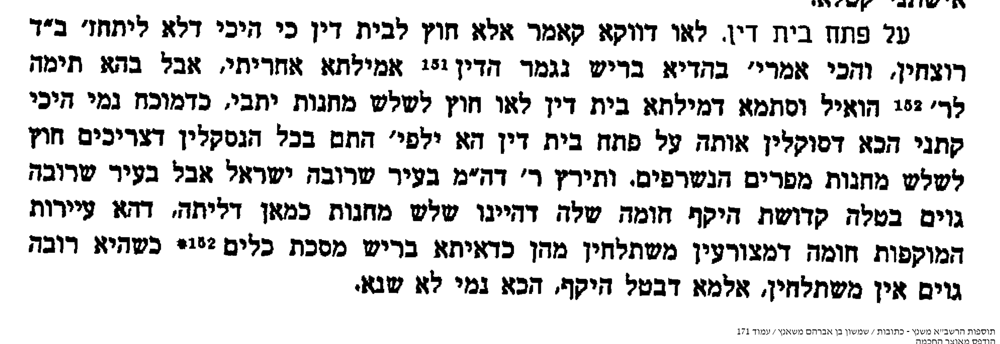 על פתח בית דין. לאו דווקא קאמר אלא חוץ לבית דין כי היכי דלא ליתחז׳ ב״ד
רוצחין, והכי אמרי׳ בהדיא בריש נגמר הדין 151 אמילתא אחריתי, אבל בהא תימה
לר׳ 152 הואיל וסתמא דמילתא בית דין לאו חוץ לשלש מחנות יתבי, כדמוכח נמי היכי
קתני הכא דסוקלין אותה על פתח בית דין הא ילפי׳ התם בכל הנסקלין דצריכים חוץ
לשלש מחנות מפרים הנשרפים. ותירץ ר׳ דה״מ בעיר שרובה ישראל אבל בעיר שרובה
גוים בטלה קדושת היקף חומה שלה דהיינו שלש מחנות כמאן דליתה, דהא עיירות
המוקפות חומה דמצורעין משתלחין מהן כדאיתא בריש מסכת כלים 152* כשהיא רובה
גוים אין משתלחין, אלמא דבטל היקף, הכא נמי לא שנא.
תוספות הרשב״א משנץ - כתובות / שמשון בן אברהם משאנץ / עמוד 171
הודפס מאוצר החכמה